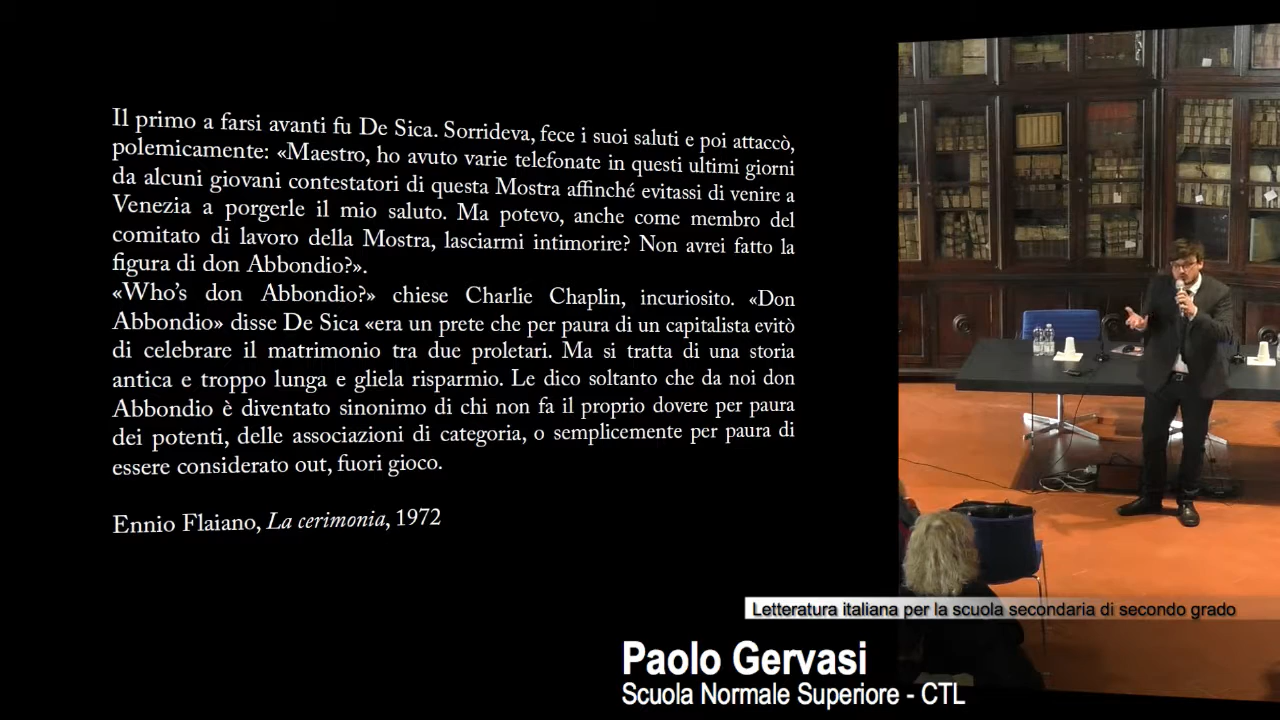 Il primo a farsi avanti fu De Sica. Sorrideva, fece i suoi saluti e poi attaccò,
polemicamente: «Maestro, ho avuto varie telefonate in questi ultimi giorni
da alcuni giovani contestatori di questa Mostra affinché evitassi di venire a
Venezia a porgerle il mio saluto. Ma potevo, anche come membro del
comitato di lavoro della Mostra, lasciarmi intimorire? Non avrei fatto la
figura di don Abbondio?».
«Who's don Abbondio?» chiese Charlie Chaplin, incuriosito. «Don
Abbondio» disse De Sica «era un prete che per paura di un capitalista evitò
di celebrare il matrimonio tra due proletari. Ma si tratta di una storia
antica e troppo lunga e gliela risparmio. Le dico soltanto che da noi don
Abbondio è diventato sinonimo di chi non fa il proprio dovere per paura
dei potenti, delle associazioni di categoria, o semplicemente per paura di
essere considerato out, fuori gioco.
Ennio Flaiano, La cerimonia, 1972
Letteratura italiana per la scuola secondaria di secondo grado
Paolo Gervasi
Scuola Normale Superiore - CTL